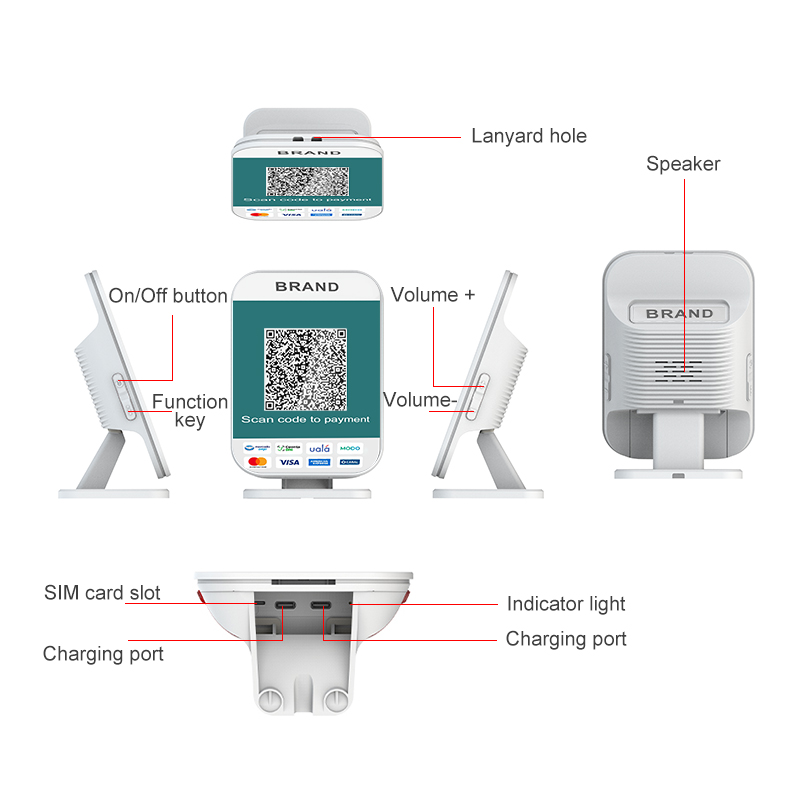 Lanyard hole
BRAND
Scan code to payment
ualá
VISA
Speaker
On/Off button
BRAND
Volume +
BRAND
Function
key
Volume-
Scan code to payment
ualá
MODO
VISA
SIM card slot
Indicator light
Charging port
Charging port